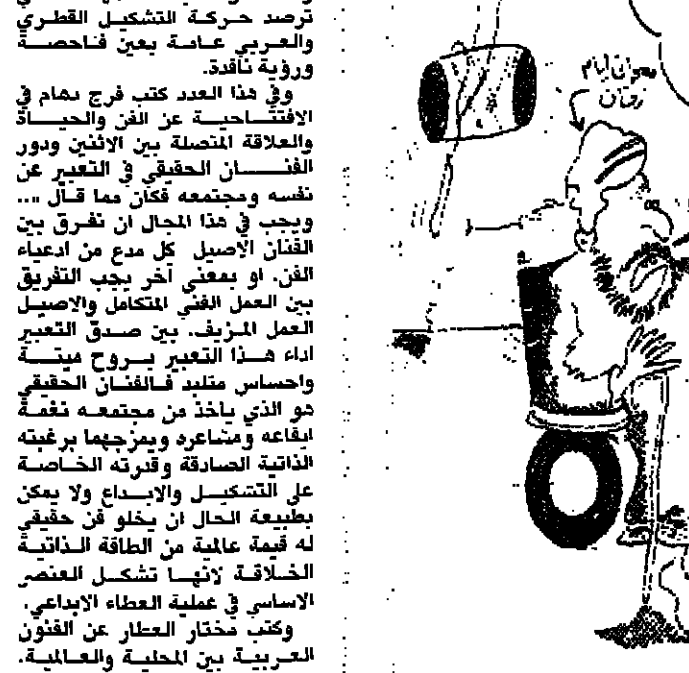 ترصد حركة التشكيل القطري
والعربي عامة بعين فاحصة
ورؤية ناقدة.
وفي هذا العدد كتب فرج دهام في
الافتتاحية عن الفن والحياة
والعلاقة المتصلة بين الاثنين ودور
الفنان الحقيقي في التعبير عن
نفسه ومجتمعه فكان مما قال «...
ويجب في هذا المجال ان نفرق بين
الفنان الاصيل كل مدع من ادعياء
الفن. او بمعني آخر يجب التفريق
بين العمل الفني المتكامل والاصيل
العمل المزيف. بين صدق التعبير
اداء هذا التعبير بروح ميتة
واحساس متلبد فالفنان الحقيقي
هو الذي ياخذ من مجتمعه نغمة
ايقاعه ومشاعره ويمزجهما برغبته
الذاتية الصادقة وقدرته الخاصة
على التشكيل والابداع ولا يمكن
بطبيعة الحال ان يخلو فن حقيقي
له قيمة عالية من الطاقة الذاتية
الخلاقة لانها تشكل العنصر
الاساسي في عملية العطاء الابداعي.
وكتب مختار العطار عن الفنون
العربية بين المحلية والعالمية.